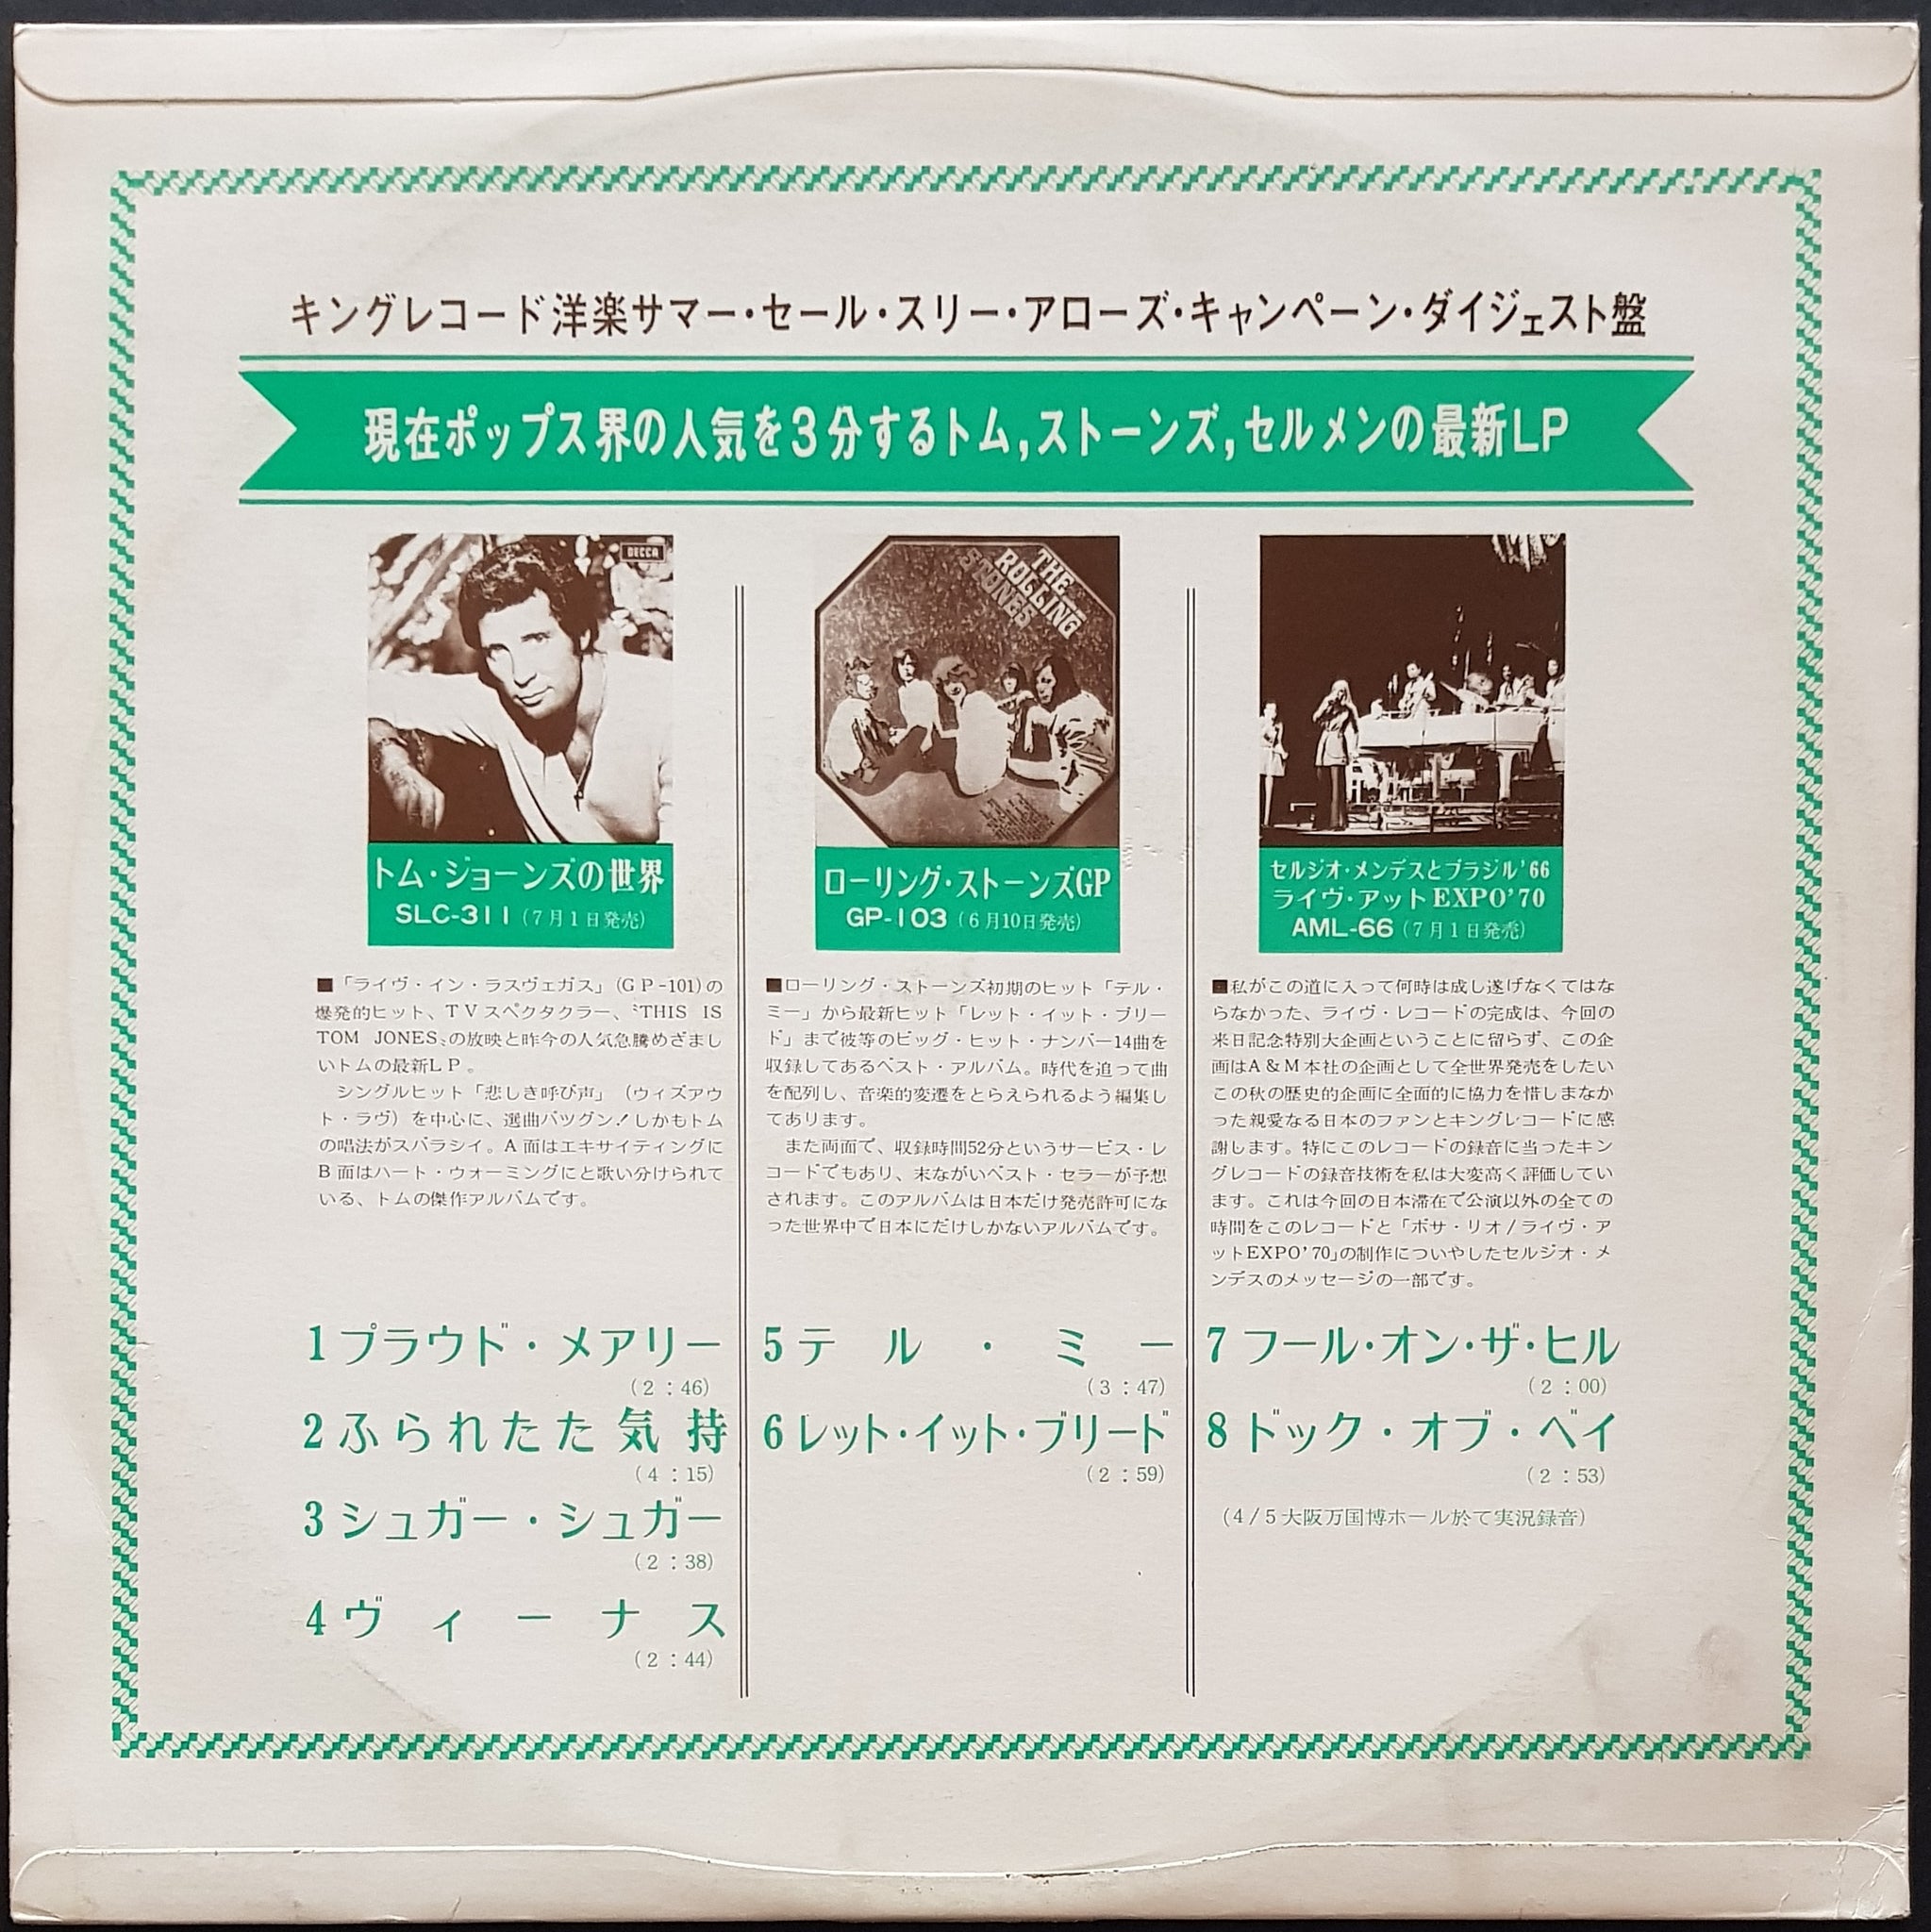 キングレコード洋楽サマー・セール・スリー・アローズ・キャンペーン・ダイジェスト盤
現在ポップス界の人気を3分するトム,ストーンズ,セルメンの最新LP
DECCA
トム・ジョーンズの世界
SLC-311(7月1日発売)
■「ライヴ・イン・ラスヴェガス」(GP-101)の
爆発的ヒット、TVスペクタクラー、〝THIS IS
TOM JONES〟の放映と昨今の人気急騰めざまし
いトムの最新LP。
シングルヒット「悲しき呼び声」(ウィズアウ
ト・ラヴ)を中心に、選曲バツグン!しかもトム
の唱法がスバラシイ。A面はエキサイティングに
B面はハート・ウォーミングにと歌い分けられて
いる、トムの傑作アルバムです。
1プラウド・メアリー
(2:46)
2ふられたた気持
(4:15)
3シュガー・シュガー
(2:38)
4ヴィーナス
(2:44)
THE
ROLLING
STONES
ローリング・ストーンズGP
GP-103(6月10日発売)
■ローリング・ストーンズ初期のヒット「テル・
ミー」から最新ヒット「レット・イット・ブリー
ド」まで彼等のビッグ・ヒット・ナンバー14曲を
収録してあるベスト・アルバム。時代を追って曲
を配列し、音楽的変遷をとらえられるよう編集し
てあります。
また両面で、収録時間52分というサービス・レ
コードでもあり、末ながいベスト・セラーが予想
されます。このアルバムは日本だけ発売許可にな
った世界中で日本にだけしかないアルバムです。
5テル・ミー
(3:47)
6レット・イット・ブリード
(2:59)
セルジオ・メンデスとブラジル'66
ライヴ・アットEXPO'70
AML-66(7月1日発売)
■私がこの道に入って何時は成し遂げなくてはな
らなかった、ライヴ・レコードの完成は、今回の
来日記念特別大企画ということに留らず、この企
画はA&M本社の企画として全世界発売をしたい
この秋の歴史的企画に全面的に協力を惜しまなか
った親愛なる日本のファンとキングレコードに感
謝します。特にこのレコードの録音に当ったキン
グレコードの録音技術を私は大変高く評価してい
ます。これは今回の日本滞在で公演以外の全ての
時間をこのレコードと「ボサ・リオ/ライヴ・ア
ットEXPO'70」の制作についやしたセルジオ・メ
ンデスのメッセージの一部です。
7フール・オン・ザ・ヒル
(2:00)
8ドック・オブ・ベイ
(2:53)
(4/5大阪万国博ホール於て実況録音)